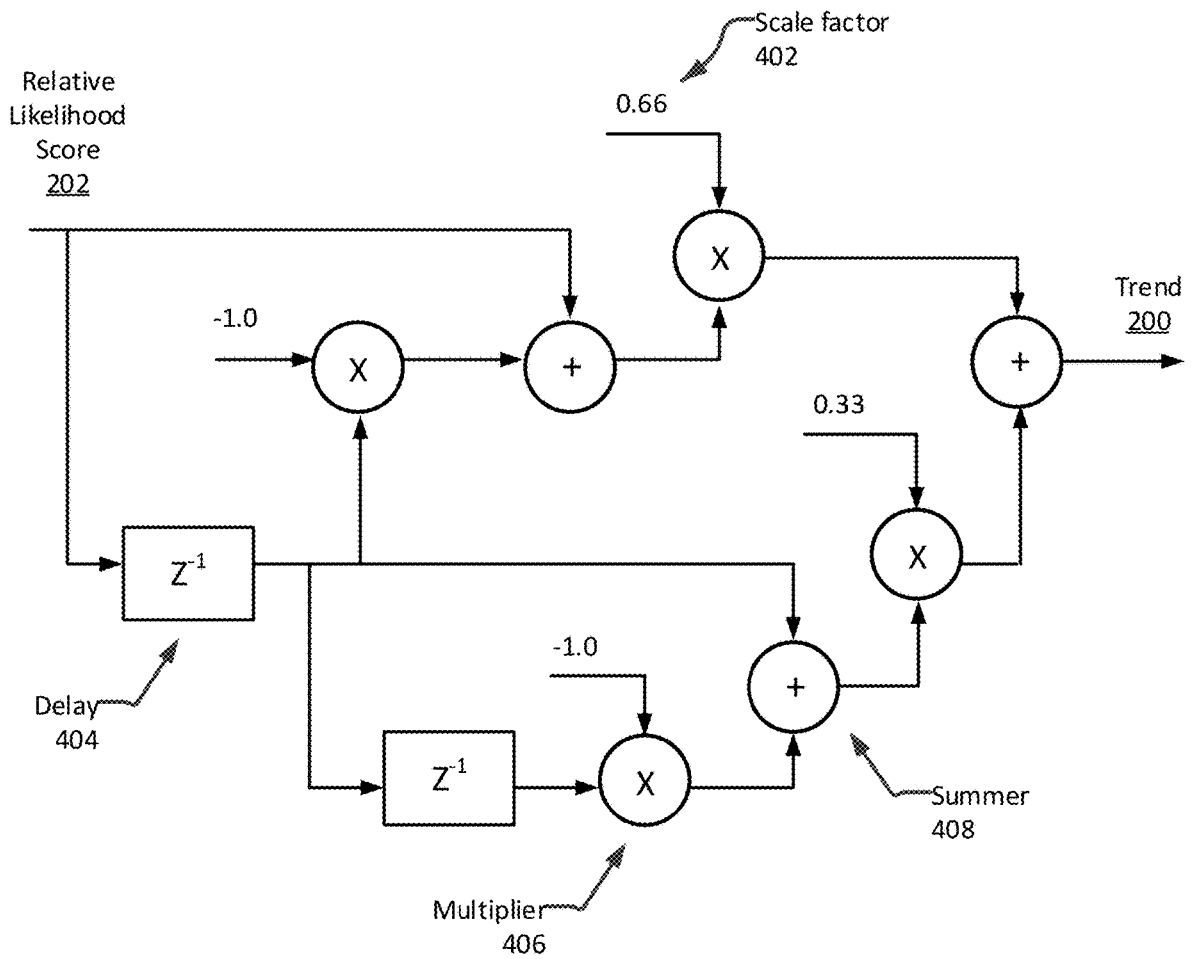 Scale factor
402
Relative
Likelihood
Score
202
0.66
X
Trend
200
-1.0
X
+
+
0.33
X
Z⁻¹
-1.0
+
Delay
404
Z⁻¹
X
Summer
408
Multiplier
406